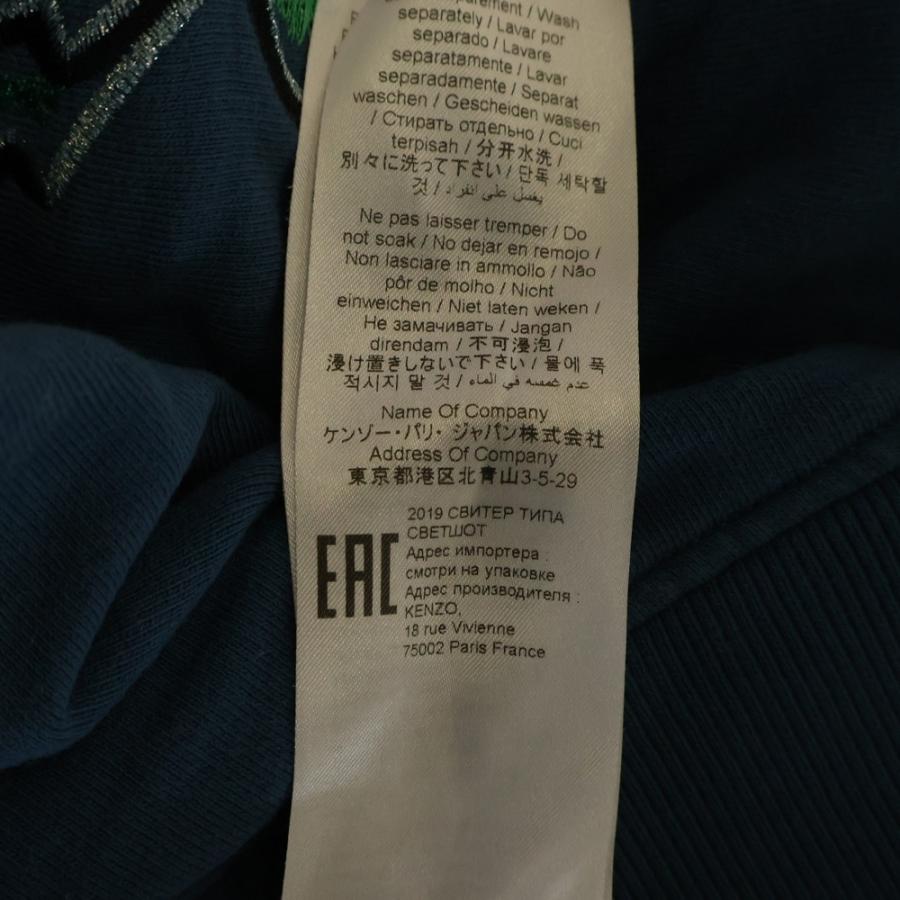 / Wash
separately / Lavar por
separado / Lavare
separatamente / Lavar
separadamente / Separat
waschen / Gescheiden wassen
/ Стирать отдельно / Cuci
terpisah / 分开水洗 /
別々に洗って下さい / 단독 세탁할
것 / يغسل على انفراد
Ne pas laisser tremper / Do
not soak / No dejar en remojo /
Non lasciare in ammollo / Não
pôr de molho / Nicht
einweichen / Niet laten weken /
Не замачивать / Jangan
direndam / 不可浸泡 /
浸け置きしないで下さい / 물에 푹
적시지 말 것 / عدم غمسه في الماء
Name Of Company
ケンゾー・パリ・ジャパン株式会社
Address Of Company
東京都港区北青山3-5-29
EAC
2019 СВИТЕР ТИПА
СВЕТШОТ
Адрес импортера :
смотри на упаковке
Адрес производителя :
KENZO,
18 rue Vivienne
75002 Paris France